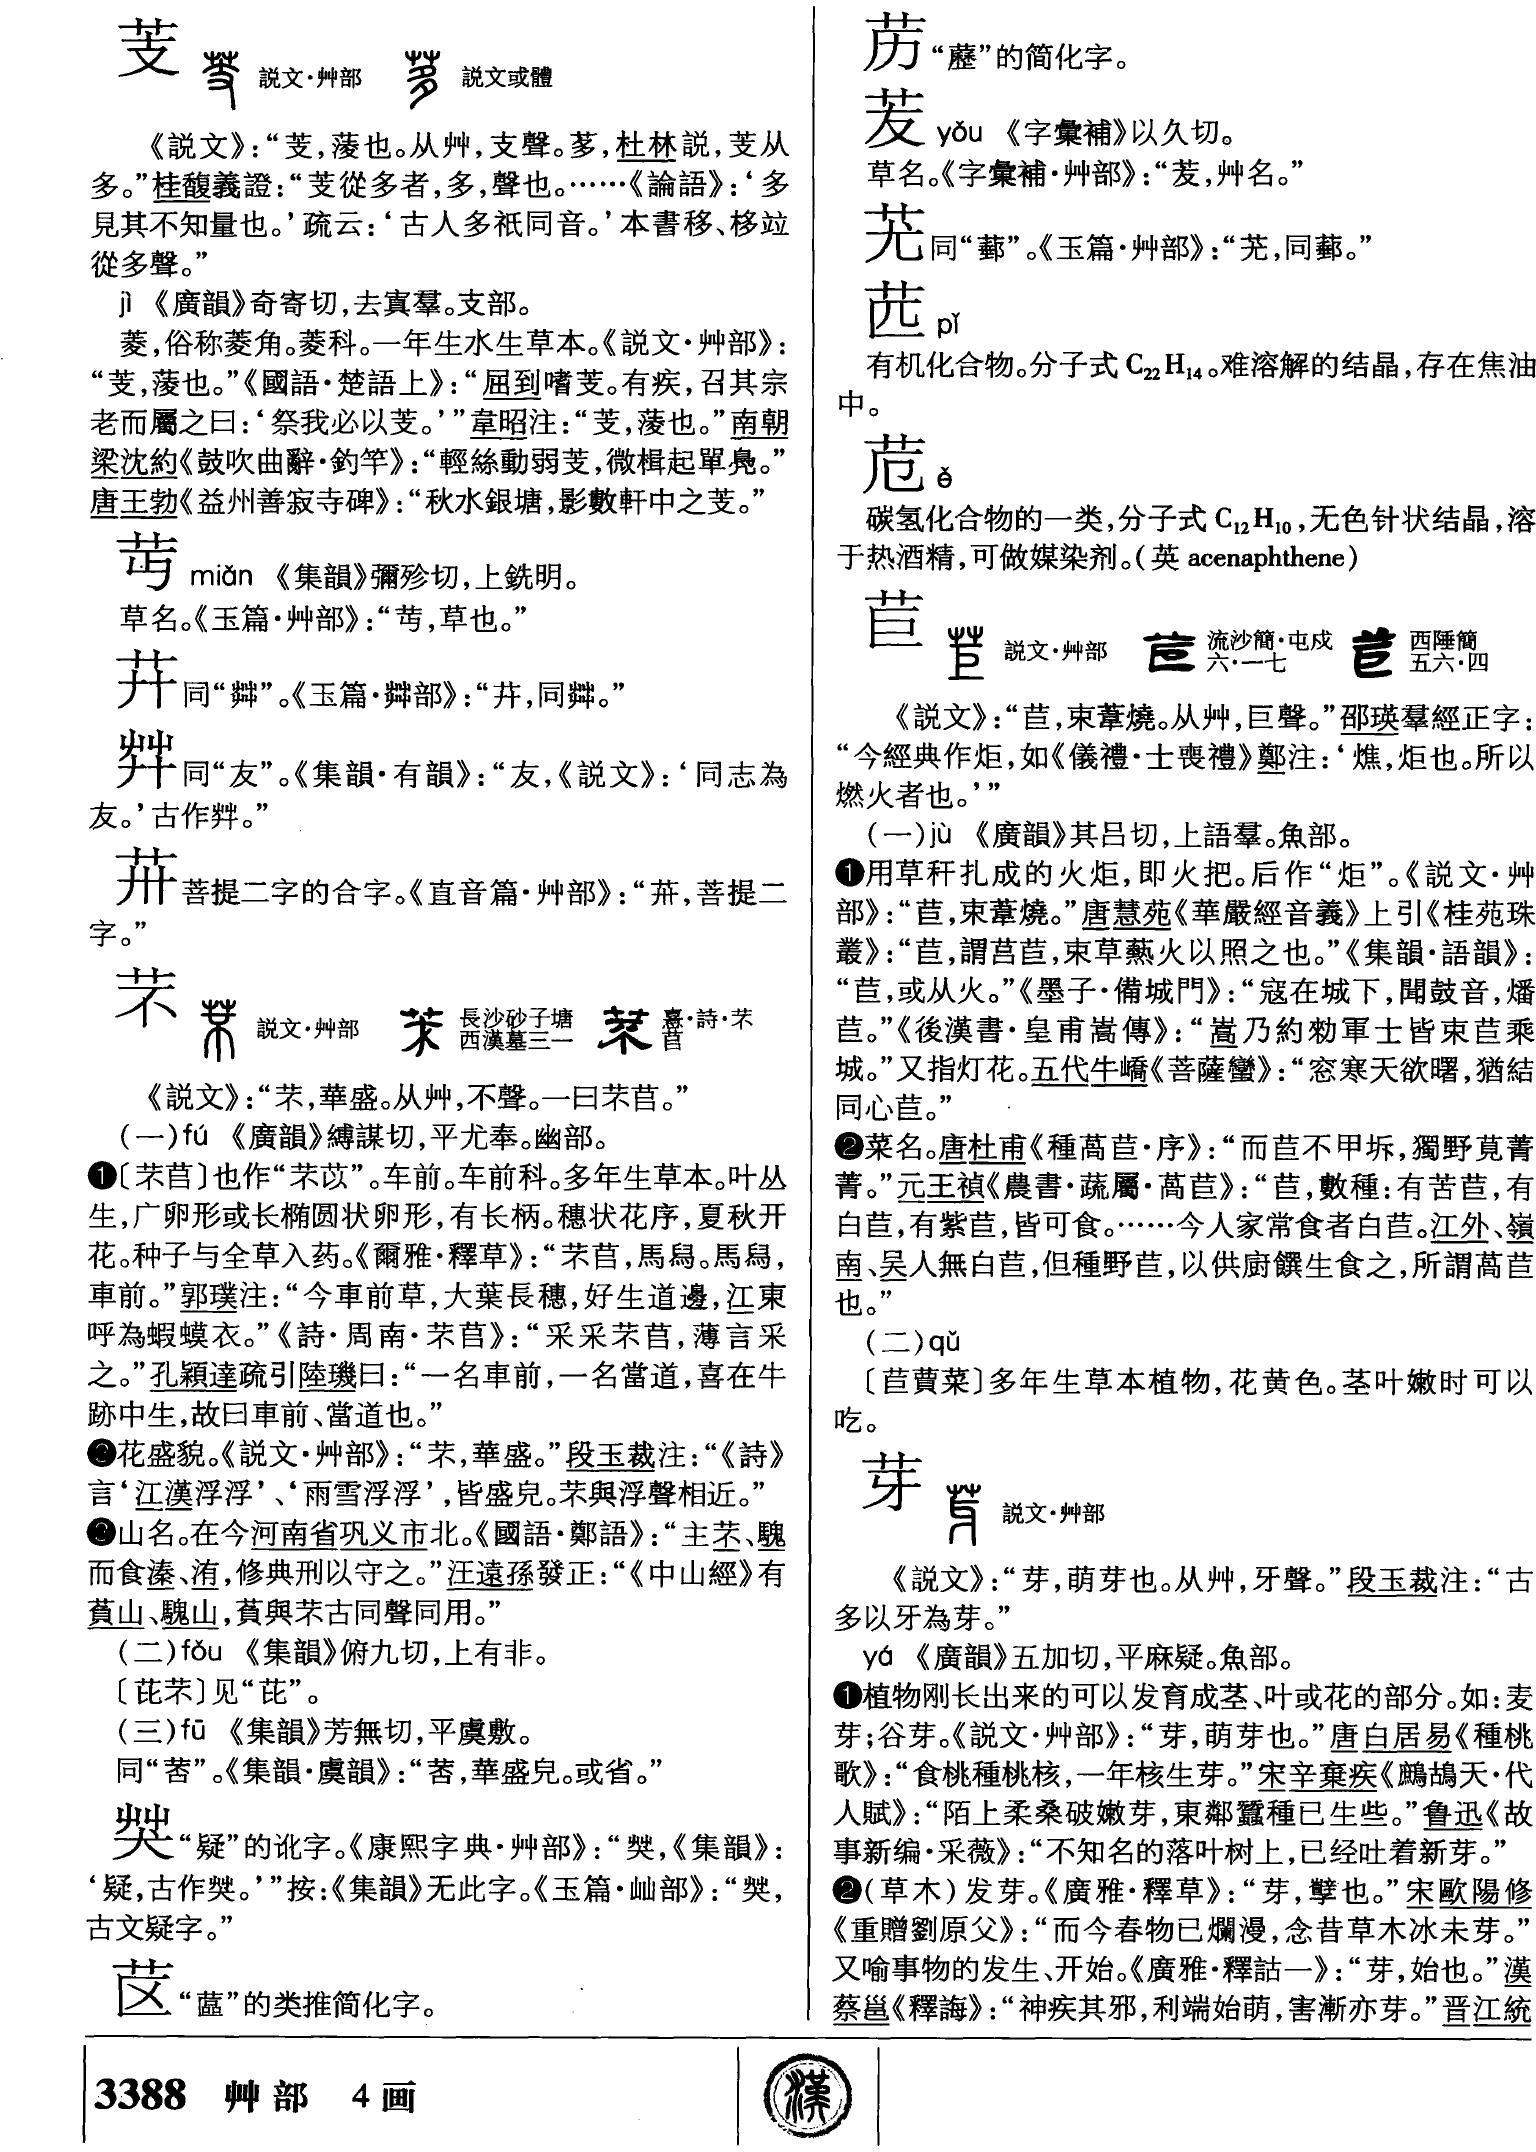 芰 説文·艸部 説文或體
《説文》：“芰，蔆也。从艸，支聲。茤，杜林説，芰从
多。”桂馥義證：“芰從多者，多，聲也。……《論語》：‘多
見其不知量也。’疏云：‘古人多衹同音。’本書移、栘竝
從多聲。”
jì 《廣韻》奇寄切，去寘羣。支部。
菱，俗称菱角。菱科。一年生水生草本。《説文·艸部》：
“芰，蔆也。”《國語·楚語上》：“屈到嗜芰。有疾，召其宗
老而屬之曰：‘祭我必以芰。’”韋昭注：“芰，蔆也。”南朝
梁沈約《鼓吹曲辭·釣竿》：“輕絲動弱芰，微楫起單鳧。”
唐王勃《益州善寂寺碑》：“秋水銀塘，影數軒中之芰。”
芇 miǎn 《集韻》彌殄切，上銑明。
草名。《玉篇·艸部》：“芇，草也。”
同“茻”。《玉篇·茻部》：“，同茻。”
同“友”。《集韻·有韻》：“友，《説文》：‘同志為
友。’古作。”
菩提二字的合字。《直音篇·艸部》：“，菩提二
字。”
芣 説文·艸部 長沙砂子塘西漢墓三一 熹·詩·芣苢
《説文》：“芣，華盛。从艸，不聲。一曰芣苢。”
（一）fú 《廣韻》縛謀切，平尤奉。幽部。
❶〔芣苢〕也作“芣苡”。车前。车前科。多年生草本。叶丛
生，广卵形或长椭圆状卵形，有长柄。穗状花序，夏秋开
花。种子与全草入药。《爾雅·釋草》：“芣苢，馬舄。馬舄，
車前。”郭璞注：“今車前草，大葉長穗，好生道邊，江東
呼為蝦蟆衣。”《詩·周南·芣苢》：“采采芣苢，薄言采
之。”孔穎達疏引陸璣曰：“一名車前，一名當道，喜在牛
跡中生，故曰車前、當道也。”
❷花盛貌。《説文·艸部》：“芣，華盛。”段玉裁注：“《詩》
言‘江漢浮浮’、‘雨雪浮浮’，皆盛皃。芣與浮聲相近。”
❸山名。在今河南省巩义市北。《國語·鄭語》：“主芣、騩
而食溱、洧，修典刑以守之。”汪遠孫發正：“《中山經》有
萯山、騩山，萯與芣古同聲同用。”
（二）fǒu 《集韻》俯九切，上有非。
〔芘芣〕见“芘”。
（三）fū 《集韻》芳無切，平虞敷。
同“荂”。《集韻·虞韻》：“荂，華盛皃。或省。”
“疑”的讹字。《康熙字典·艸部》：“，《集韻》：
‘疑，古作。’”按：《集韻》无此字。《玉篇·屾部》：“，
古文疑字。”
“蓲”的类推简化字。
苈 “藶”的简化字。
苃 yǒu 《字彙補》以久切。
草名。《字彙補·艸部》：“苃，艸名。”
同“蘇”。《玉篇·艸部》：“，同蘇。”
苉 pǐ
有机化合物。分子式C₂₂H₁₄。难溶解的结晶，存在焦油
中。
苊 ě
碳氢化合物的一类，分子式C₁₂H₁₀，无色针状结晶，溶
于热酒精，可做媒染剂。（英 acenaphthene）
苣 説文·艸部 流沙簡·屯戍六·一七 西陲簡五六·四
《説文》：“苣，束葦燒。从艸，巨聲。”邵瑛羣經正字：
“今經典作炬，如《儀禮·士喪禮》鄭注：‘燋，炬也。所以
燃火者也。’”
（一）jù 《廣韻》其吕切，上語羣。魚部。
❶用草秆扎成的火炬，即火把。后作“炬”。《説文·艸
部》：“苣，束葦燒。”唐慧苑《華嚴經音義》上引《桂苑珠
叢》：“苣，謂莒苣，束草爇火以照之也。”《集韻·語韻》：
“苣，或从火。”《墨子·備城門》：“寇在城下，聞鼓音，燔
苣。”《後漢書·皇甫嵩傳》：“嵩乃約勑軍士皆束苣乘
城。”又指灯花。五代牛嶠《菩薩蠻》：“窓寒天欲曙，猶結
同心苣。”
❷菜名。唐杜甫《種萵苣·序》：“而苣不甲坼，獨野莧菁
菁。”元王禎《農書·蔬屬·萵苣》：“苣，數種：有苦苣，有
白苣，有紫苣，皆可食。……今人家常食者白苣。江外、嶺
南、吴人無白苣，但種野苣，以供厨饌生食之，所謂萵苣
也。”
（二）qǔ
〔苣蕒菜〕多年生草本植物，花黄色。茎叶嫩时可以
吃。
芽 説文·艸部
《説文》：“芽，萌芽也。从艸，牙聲。”段玉裁注：“古
多以牙為芽。”
yá 《廣韻》五加切，平麻疑。魚部。
❶植物刚长出来的可以发育成茎、叶或花的部分。如：麦
芽；谷芽。《説文·艸部》：“芽，萌芽也。”唐白居易《種桃
歌》：“食桃種桃核，一年核生芽。”宋辛棄疾《鷓鴣天·代
人賦》：“陌上柔桑破嫩芽，東鄰蠶種已生些。”鲁迅《故
事新编·采薇》：“不知名的落叶树上，已经吐着新芽。”
❷（草木）发芽。《廣雅·釋草》：“芽，孼也。”宋歐陽修
《重贈劉原父》：“而今春物已爛漫，念昔草木冰未芽。”
又喻事物的发生、开始。《廣雅·釋詁一》：“芽，始也。”漢
蔡邕《釋誨》：“神疾其邪，利端始萌，害漸亦芽。”晋江統
3388 艸部 4画
漢